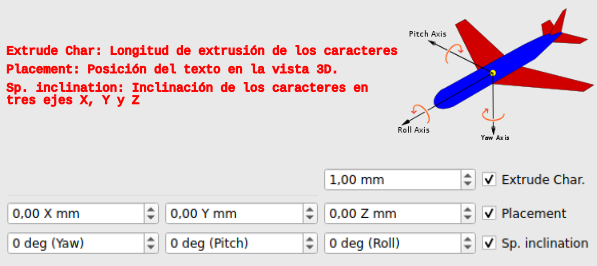 Pitch Axis
Extrude Char: Longitud de extrusión de los caracteres
Placement: Posición del texto en la vista 3D.
Sp. inclination: Inclinación de los caracteres en
tres ejes X, Y y Z
Roll Axis
Yaw Axis
1,00 mm Extrude Char.
0,00 X mm 0,00 Y mm 0,00 Z mm Placement
0 deg (Yaw) 0 deg (Pitch) 0 deg (Roll) Sp. inclination